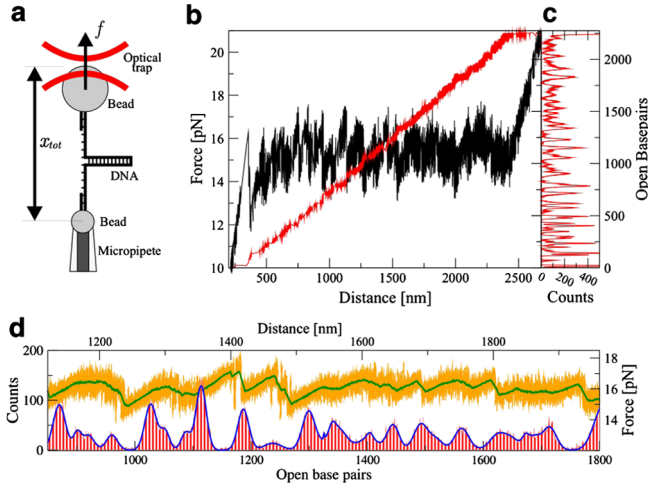 a
f
Optical
trap
Bead
x_tot
DNA
Bead
Micropipete
b
Force [pN]
20
18
16
14
12
10
500
1000
1500
2000
2500
Distance [nm]
c
2000
1500
1000
500
0
Open Basepairs
0
200
400
Counts
d
Distance [nm]
1200
1400
1600
1800
200
100
0
Counts
18
16
14
Force [pN]
1000
1200
1400
1600
1800
Open base pairs